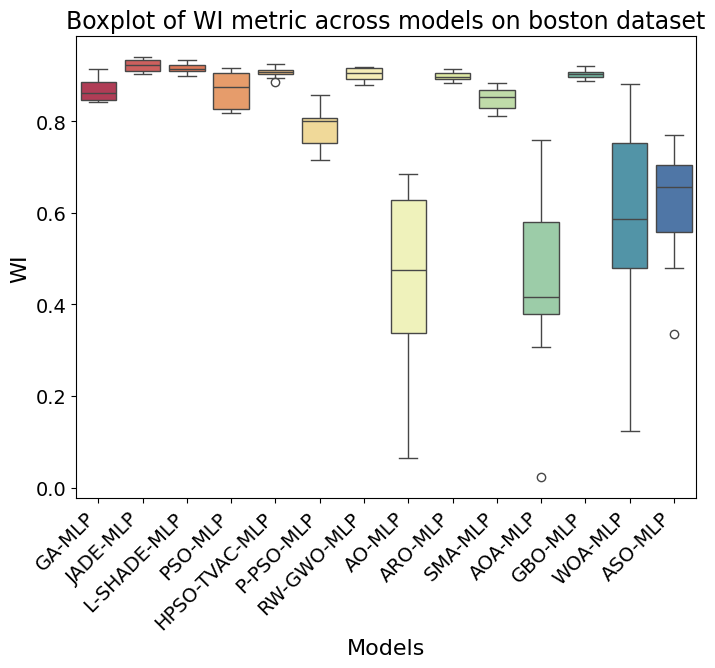 Boxplot of WI metric across models on boston dataset
WI
0.8
0.6
0.4
0.2
0.0
GA-MLP
JADE-MLP
L-SHADE-MLP
PSO-MLP
HPSO-TVAC-MLP
P-PSO-MLP
RW-GWO-MLP
AO-MLP
ARO-MLP
SMA-MLP
AOA-MLP
GBO-MLP
WOA-MLP
ASO-MLP
Models